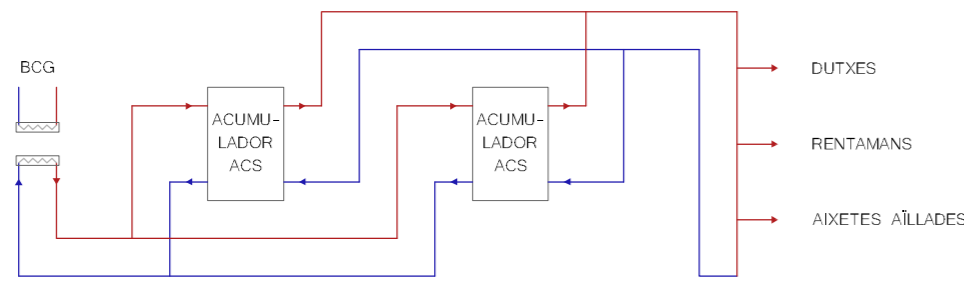 BCG
ACUMU-
LADOR
ACS
ACUMU-
LADOR
ACS
DUTXES
RENTAMANS
AIXETES AÏLLADES